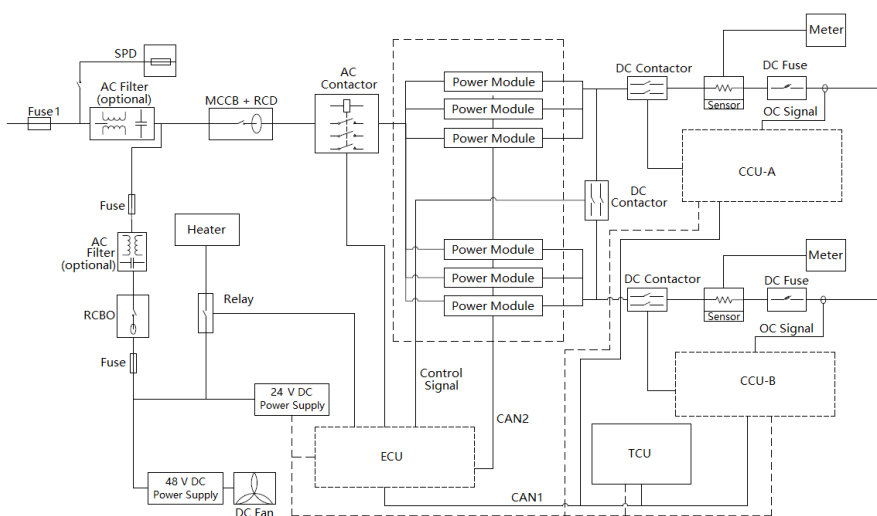 Meter
SPD
AC
Contactor
DC Contactor
DC Fuse
AC Filter
(optional)
MCCB + RCD
Power Module
Fuse1
Power Module
Sensor
OC Signal
Power Module
CCU-A
Fuse
DC
Contactor
Heater
Meter
AC
Filter
(optional)
Power Module
DC Contactor
DC Fuse
Power Module
Relay
Power Module
RCBO
Sensor
OC Signal
Fuse
Control
Signal
CCU-B
24 V DC
Power Supply
CAN2
ECU
TCU
48 V DC
Power Supply
CAN1
DC Fan